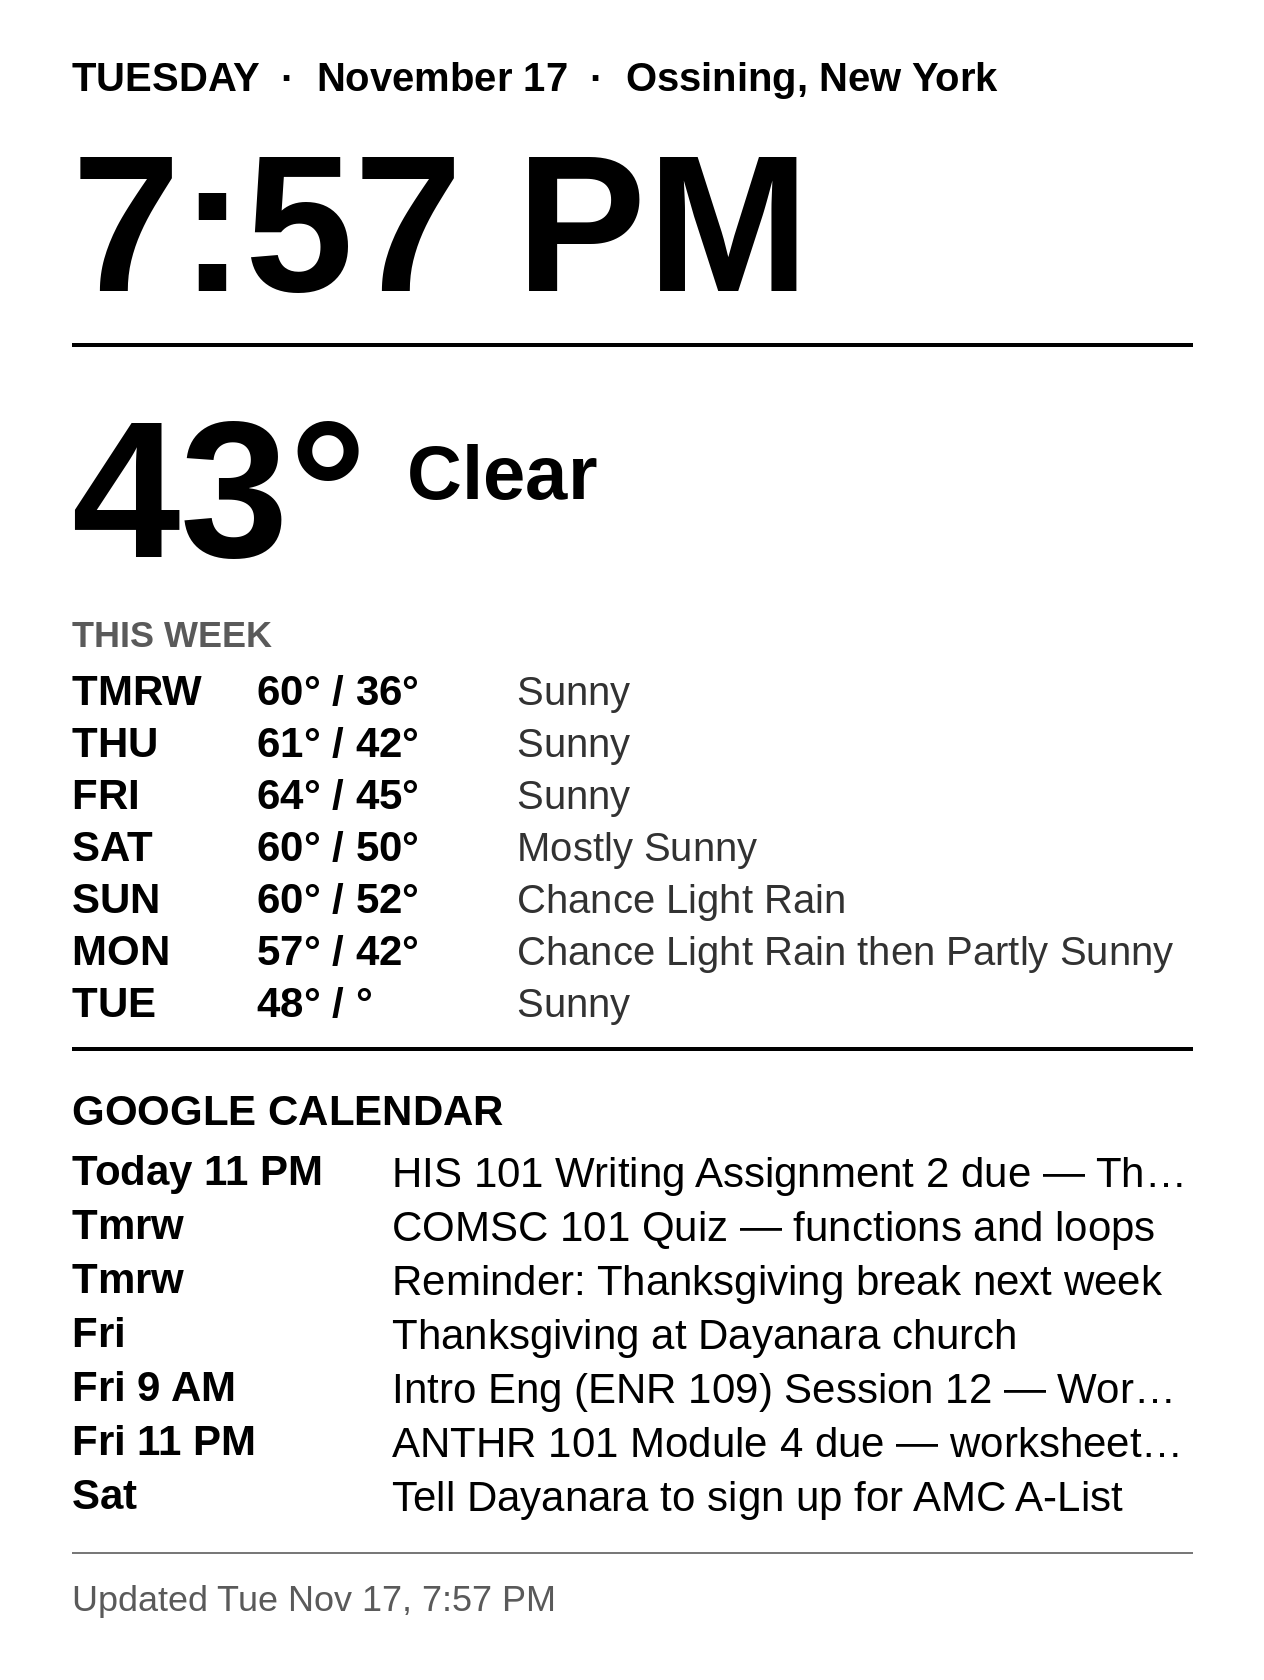 TUESDAY · November 17 · Ossining, New York
7:57 PM
43° Clear
THIS WEEK
TMRW 60° / 36° Sunny
THU 61° / 42° Sunny
FRI 64° / 45° Sunny
SAT 60° / 50° Mostly Sunny
SUN 60° / 52° Chance Light Rain
MON 57° / 42° Chance Light Rain then Partly Sunny
TUE 48° / ° Sunny
GOOGLE CALENDAR
Today 11 PM HIS 101 Writing Assignment 2 due — Th…
Tmrw COMSC 101 Quiz — functions and loops
Tmrw Reminder: Thanksgiving break next week
Fri Thanksgiving at Dayanara church
Fri 9 AM Intro Eng (ENR 109) Session 12 — Wor…
Fri 11 PM ANTHR 101 Module 4 due — worksheet…
Sat Tell Dayanara to sign up for AMC A-List
Updated Tue Nov 17, 7:57 PM